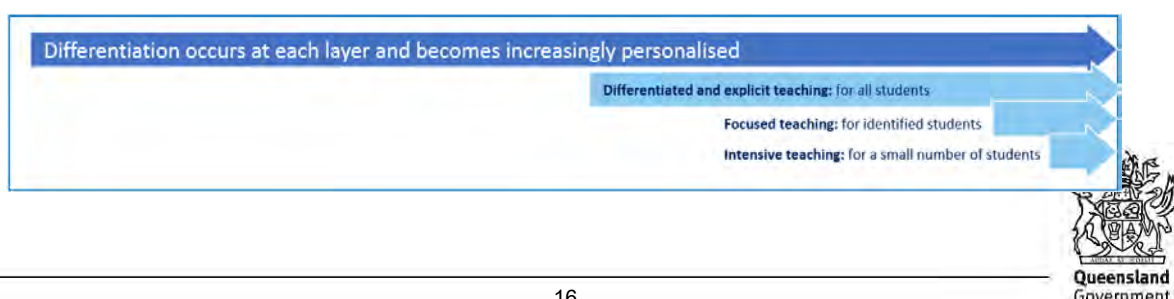 Differentiation occurs at each layer and becomes increasingly personalised
Differentiated and explicit teaching: for all students
Focused teaching: for identified students
Intensive teaching: for a small number of students
Queensland
Government
16